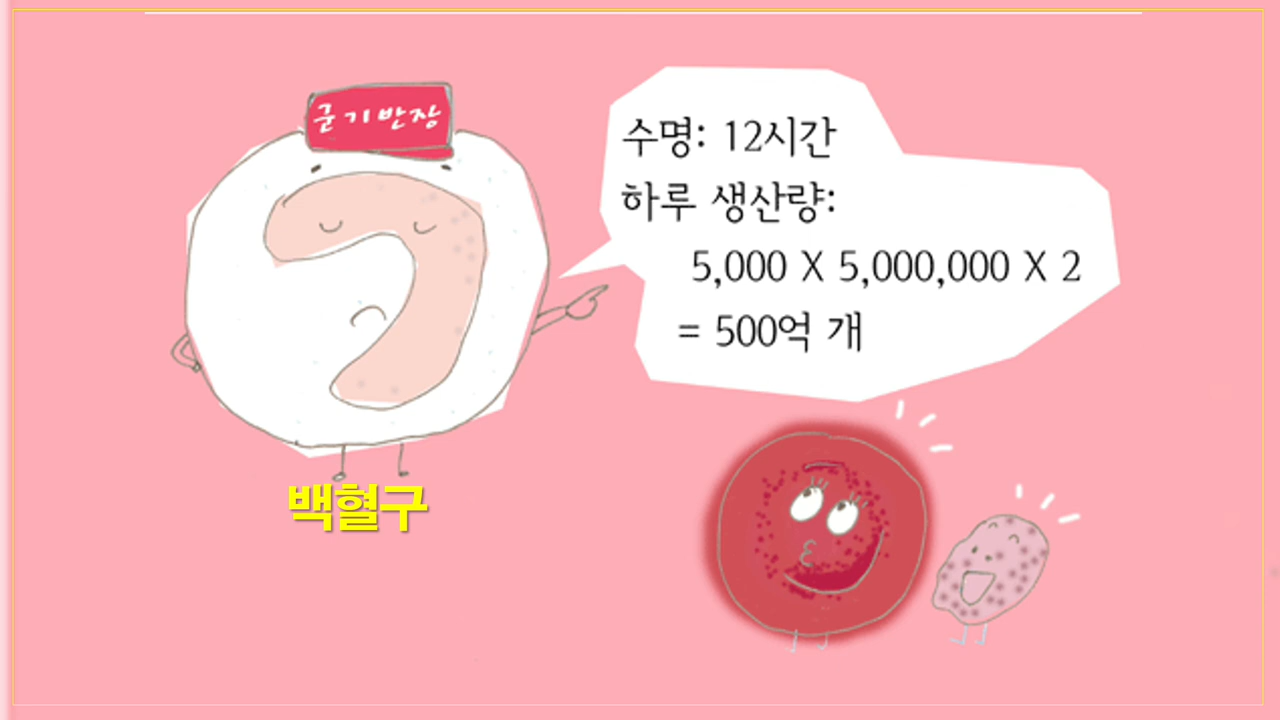 군기반장
수명: 12시간
하루 생산량:
5,000 X 5,000,000 X 2
= 500억 개
백혈구